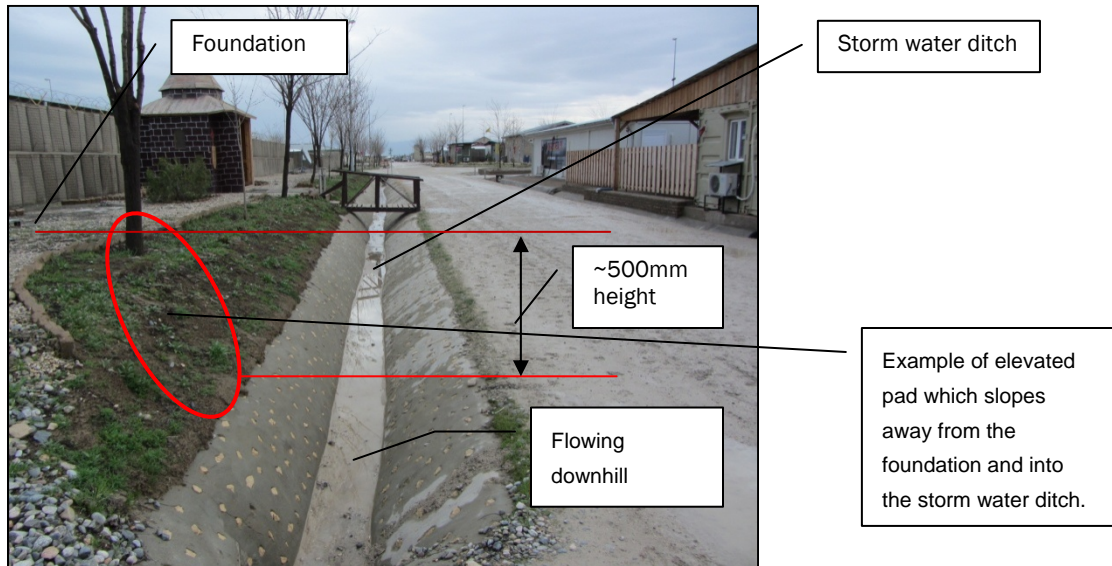 Foundation
Storm water ditch
~500mm
height
Example of elevated
pad which slopes
away from the
foundation and into
the storm water ditch.
Flowing
downhill